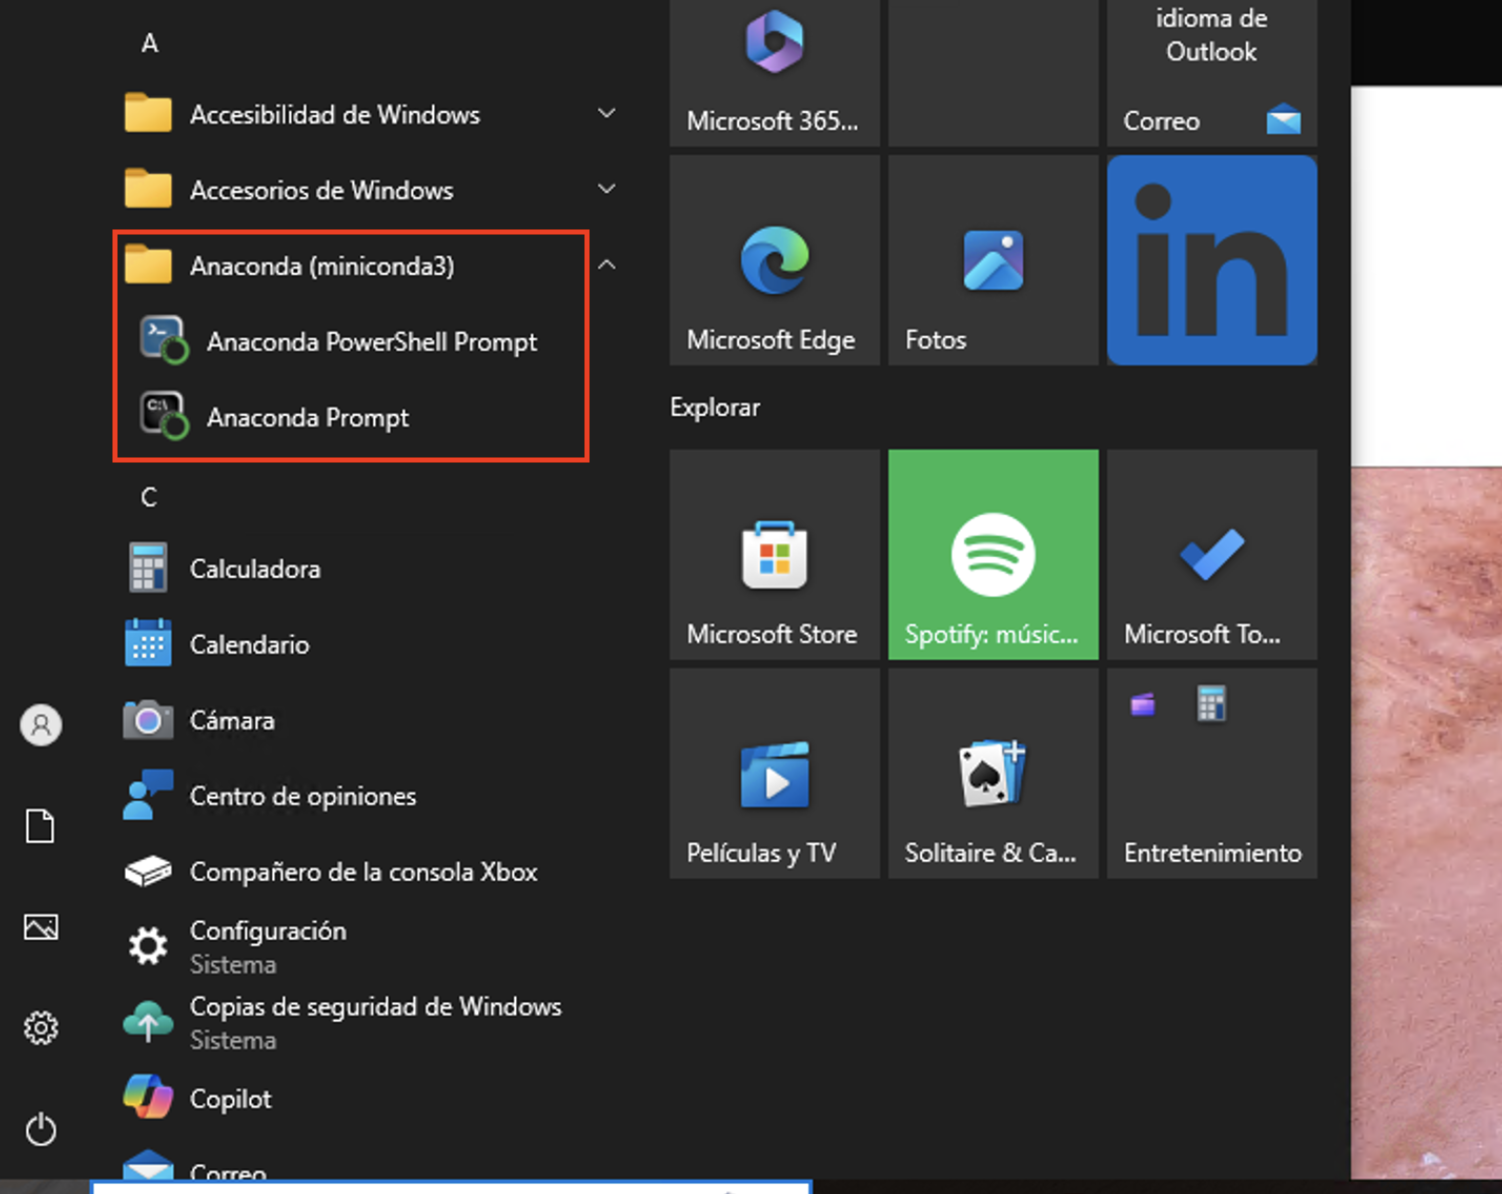 A
Accesibilidad de Windows
Accesorios de Windows
Anaconda (miniconda3)
Anaconda PowerShell Prompt
Anaconda Prompt
C
Calculadora
Calendario
Cámara
Centro de opiniones
Compañero de la consola Xbox
Configuración
Sistema
Copias de seguridad de Windows
Sistema
Copilot
Correo
Microsoft 365...
idioma de
Outlook
Correo
Microsoft Edge
Fotos
in
Explorar
Microsoft Store
Spotify: músic...
Microsoft To...
Películas y TV
Solitaire & Ca...
Entretenimiento